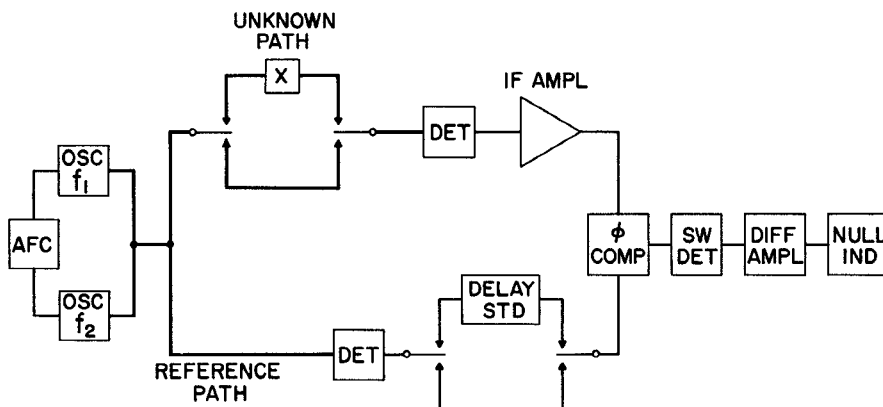 UNKNOWN
PATH
X
IF AMPL
DET
OSC
f1
AFC
OSC
f2
ϕ
COMP
SW
DET
DIFF
AMPL
NULL
IND
DELAY
STD
DET
REFERENCE
PATH